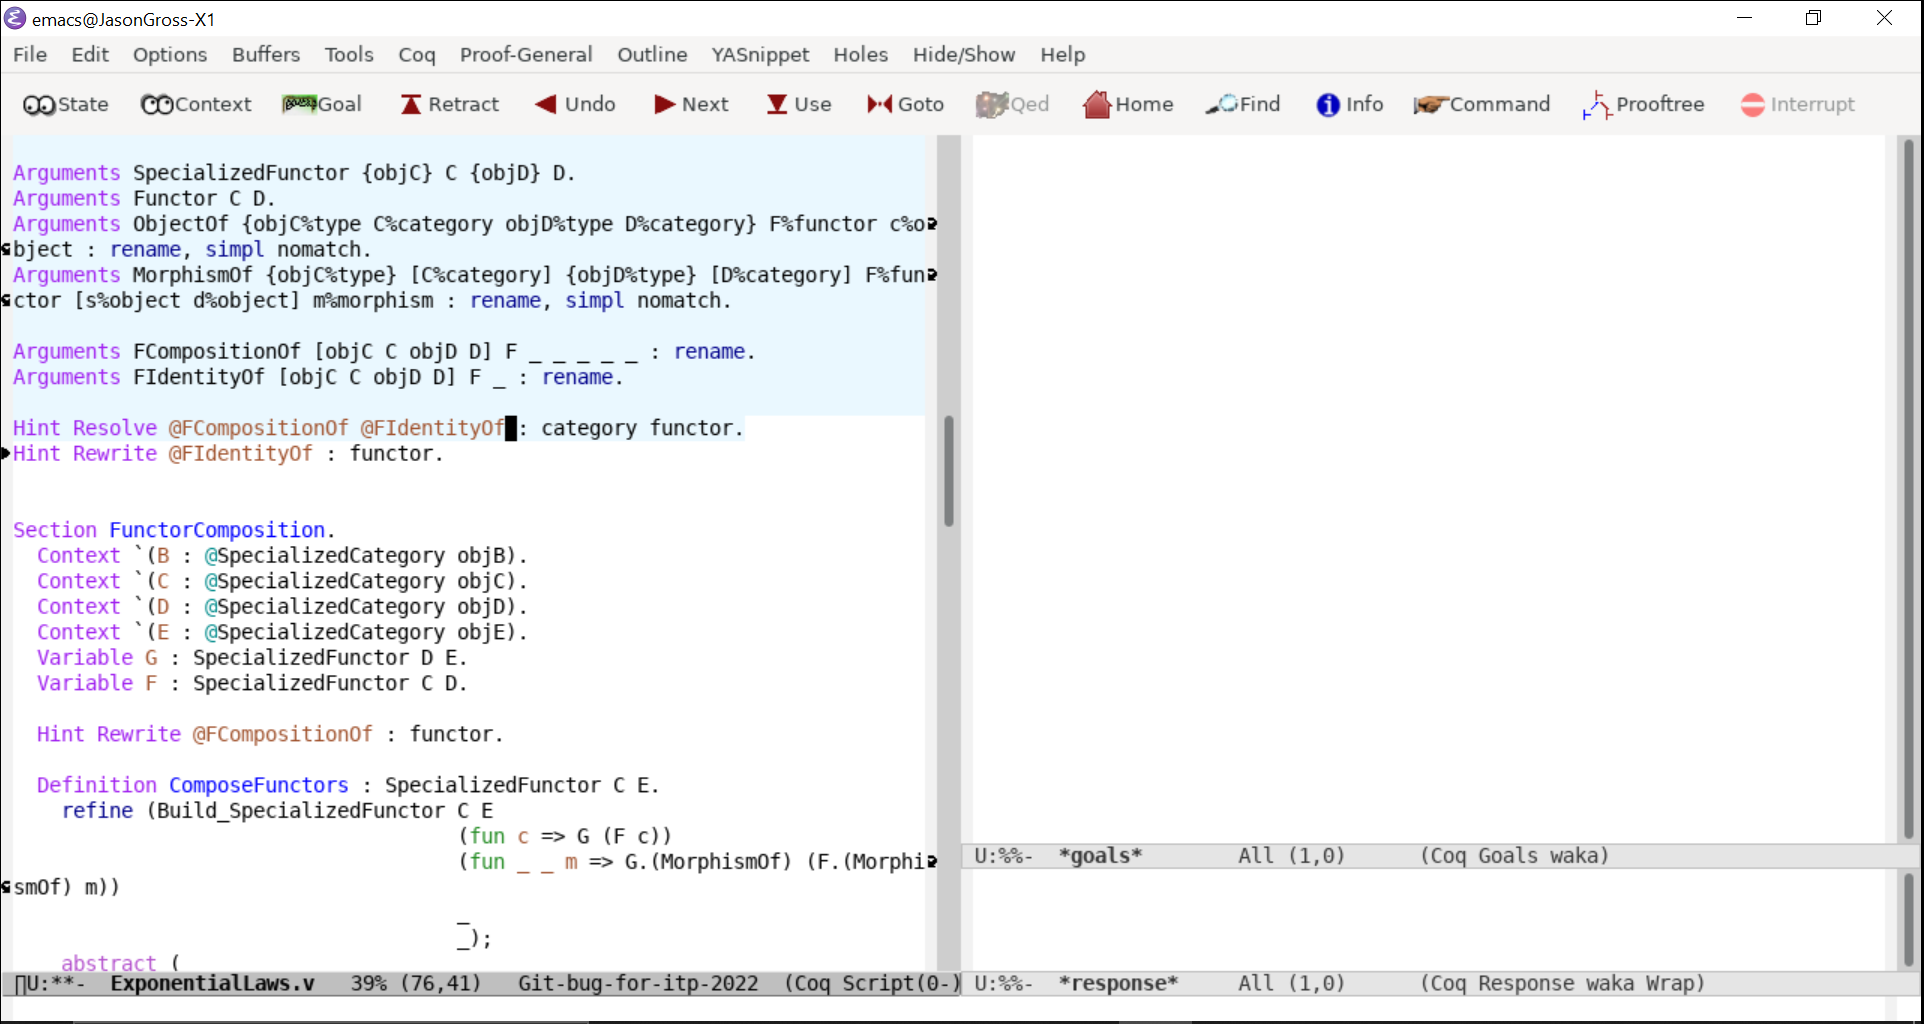 emacs@JasonGross-X1
File Edit Options Buffers Tools Coq Proof-General Outline YASnippet Holes Hide/Show Help
State Context Goal Retract Undo Next Use Goto Qed Home Find Info Command Prooftree Interrupt
Arguments SpecializedFunctor {objC} C {objD} D.
Arguments Functor C D.
Arguments ObjectOf {objC%type C%category objD%type D%category} F%functor c%o
bject : rename, simpl nomatch.
Arguments MorphismOf {objC%type} [C%category] {objD%type} [D%category] F%fun
ctor [s%object d%object] m%morphism : rename, simpl nomatch.
Arguments FCompositionOf [objC C objD D] F _ _ _ _ _ : rename.
Arguments FIdentityOf [objC C objD D] F _ : rename.
Hint Resolve @FCompositionOf @FIdentityOf : category functor.
Hint Rewrite @FIdentityOf : functor.
Section FunctorComposition.
  Context `(B : @SpecializedCategory objB).
  Context `(C : @SpecializedCategory objC).
  Context `(D : @SpecializedCategory objD).
  Context `(E : @SpecializedCategory objE).
  Variable G : SpecializedFunctor D E.
  Variable F : SpecializedFunctor C D.
  Hint Rewrite @FCompositionOf : functor.
  Definition ComposeFunctors : SpecializedFunctor C E.
    refine (Build_SpecializedFunctor C E
                                     (fun c => G (F c))
                                     (fun _ _ m => G.(MorphismOf) (F.(Morphi
smOf) m))
                                     _
                                     _);
    abstract (
U:**-  ExponentialLaws.v   39% (76,41)   Git-bug-for-itp-2022  (Coq Script(0-)
U:%%-  *goals*        All (1,0)      (Coq Goals waka)
U:%%-  *response*     All (1,0)      (Coq Response waka Wrap)